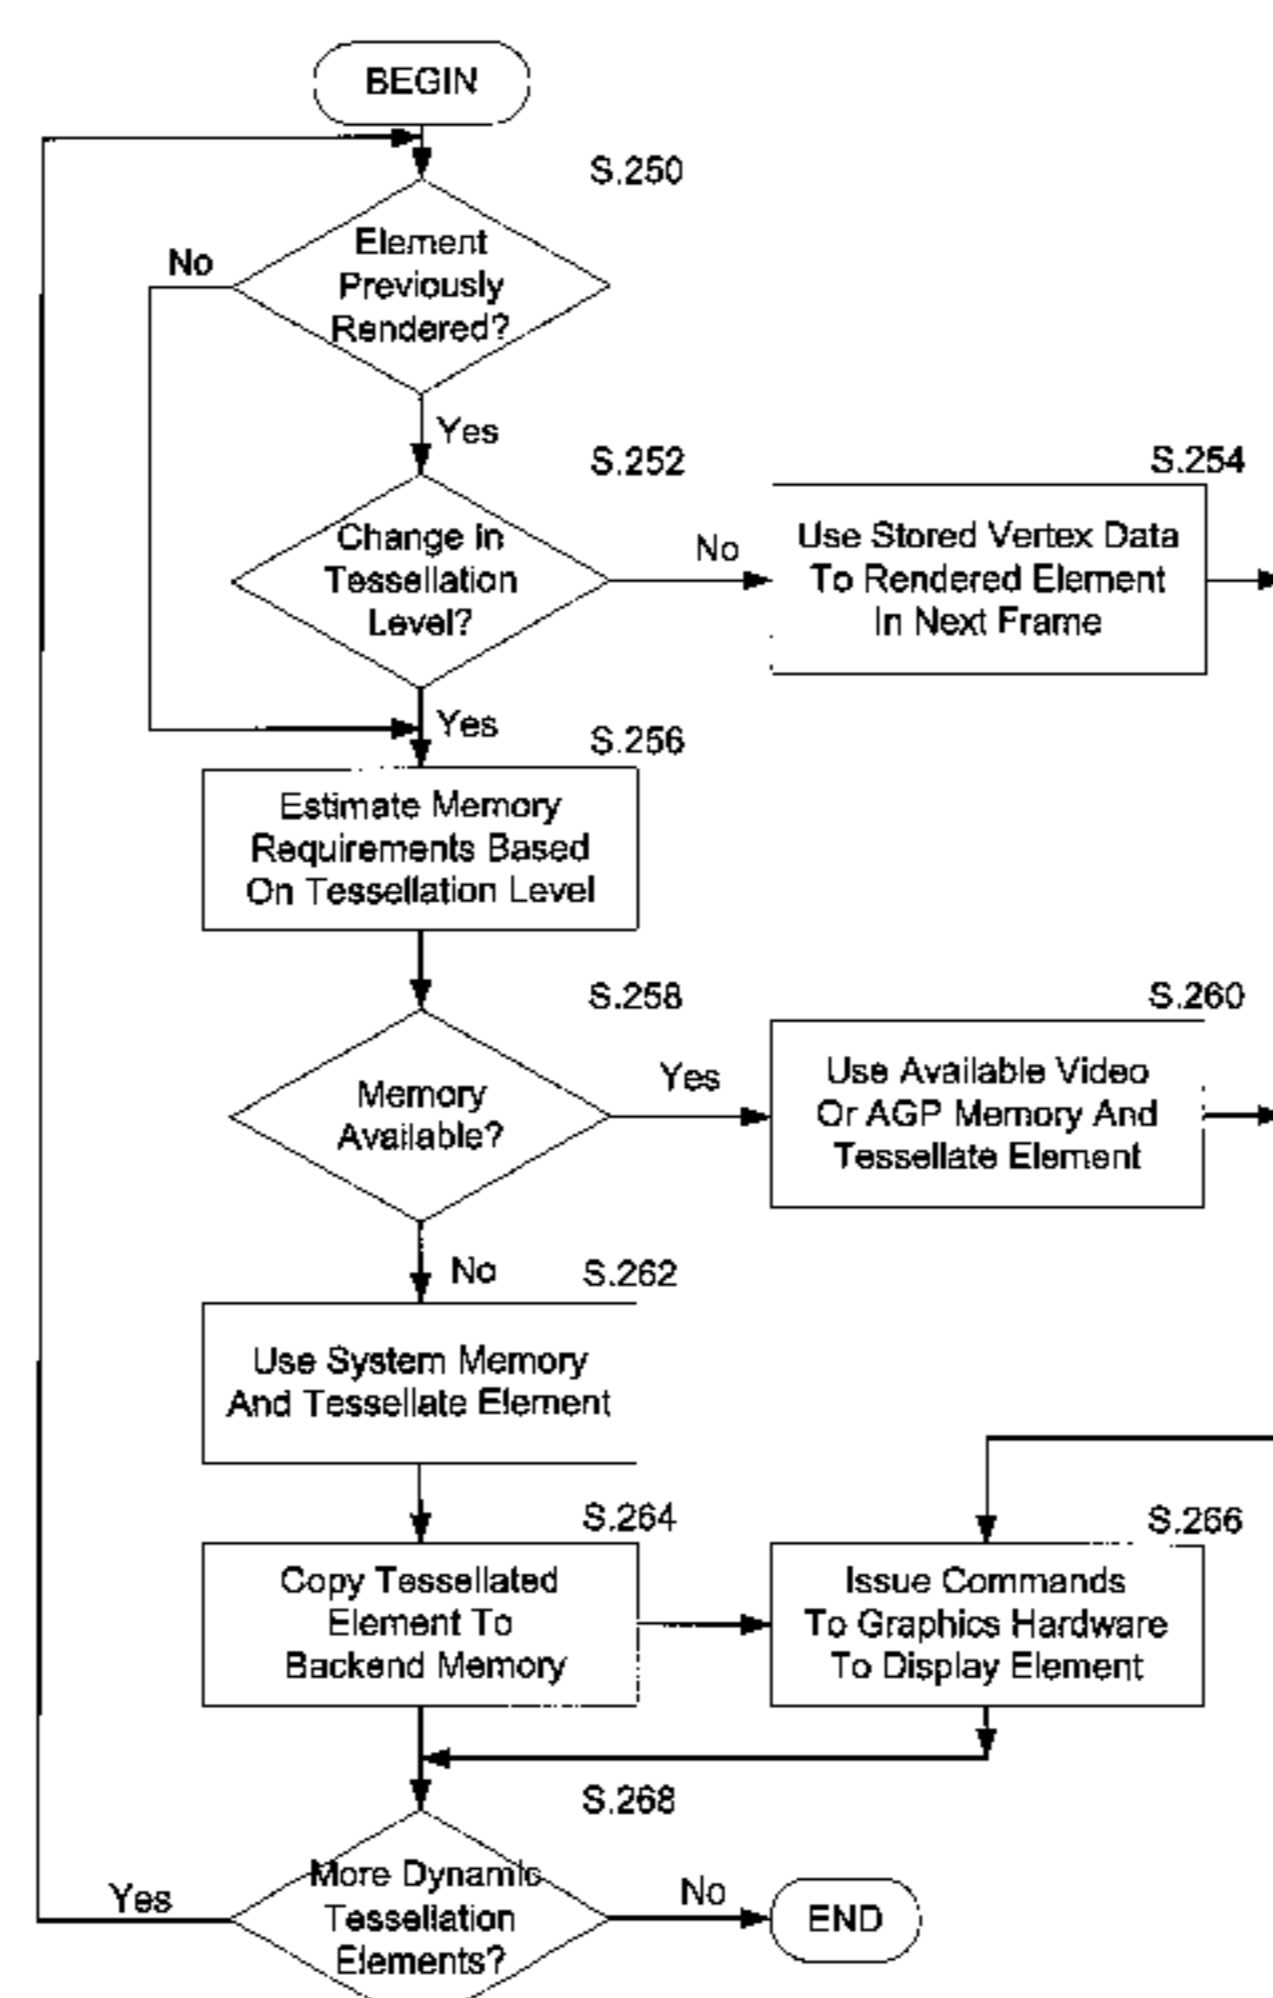 BEGIN
S.250
Element
Previously
Rendered?
No
Yes
S.252
Change In
Tessellation
Level?
No
S.254
Use Stored Vertex Data
To Rendered Element
In Next Frame
Yes
S.256
Estimate Memory
Requirements Based
On Tessellation Level
S.258
Memory
Available?
Yes
S.260
Use Available Video
Or AGP Memory And
Tessellate Element
No
S.262
Use System Memory
And Tessellate Element
S.264
Copy Tessellated
Element To
Backend Memory
S.266
Issue Commands
To Graphics Hardware
To Display Element
S.268
More Dynamic
Tessellation
Elements?
Yes
No
END